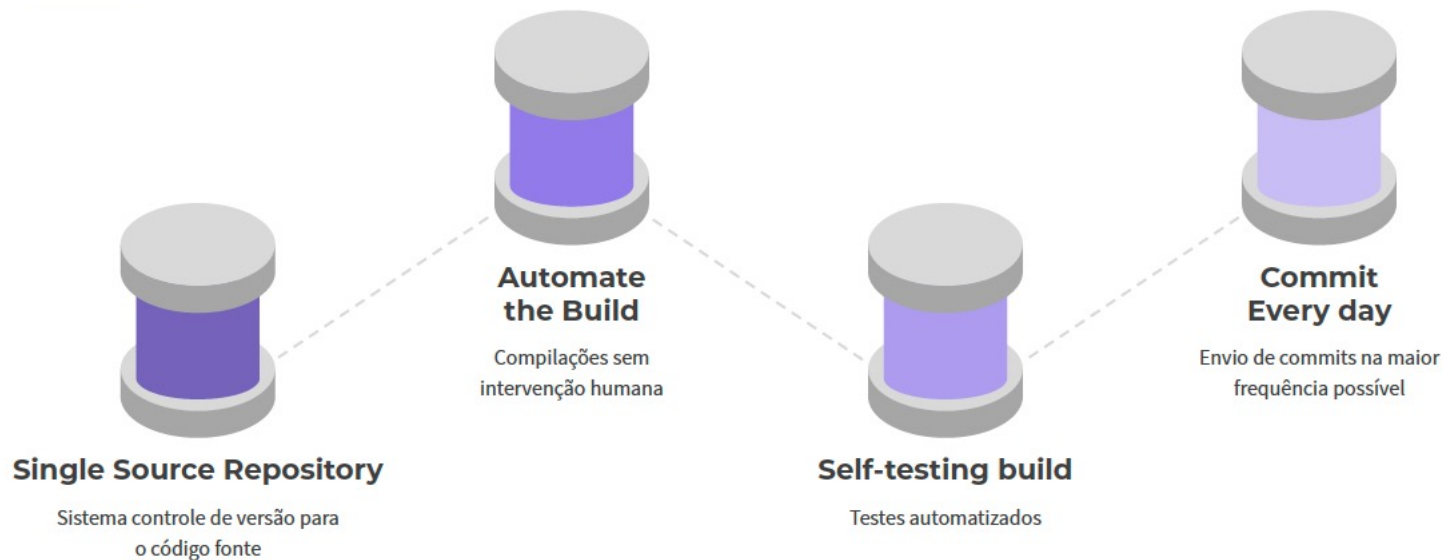 Single Source Repository
Sistema controle de versão para
o código fonte
Automate
the Build
Compilações sem
intervenção humana
Self-testing build
Testes automatizados
Commit
Every day
Envio de commits na maior
frequência possível